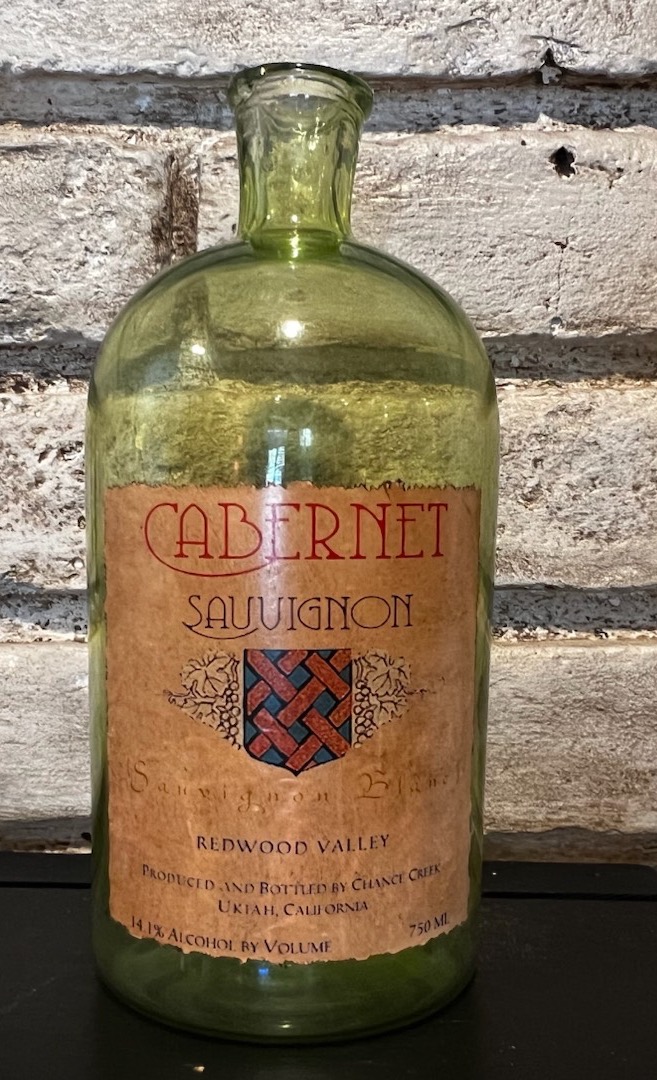 CABERNET
SAUVIGNON
Sauvignon Blanc
REDWOOD VALLEY
PRODUCED AND BOTTLED BY CHANCE CREEK
UKIAH, CALIFORNIA
14.1% ALCOHOL BY VOLUME
750 ML